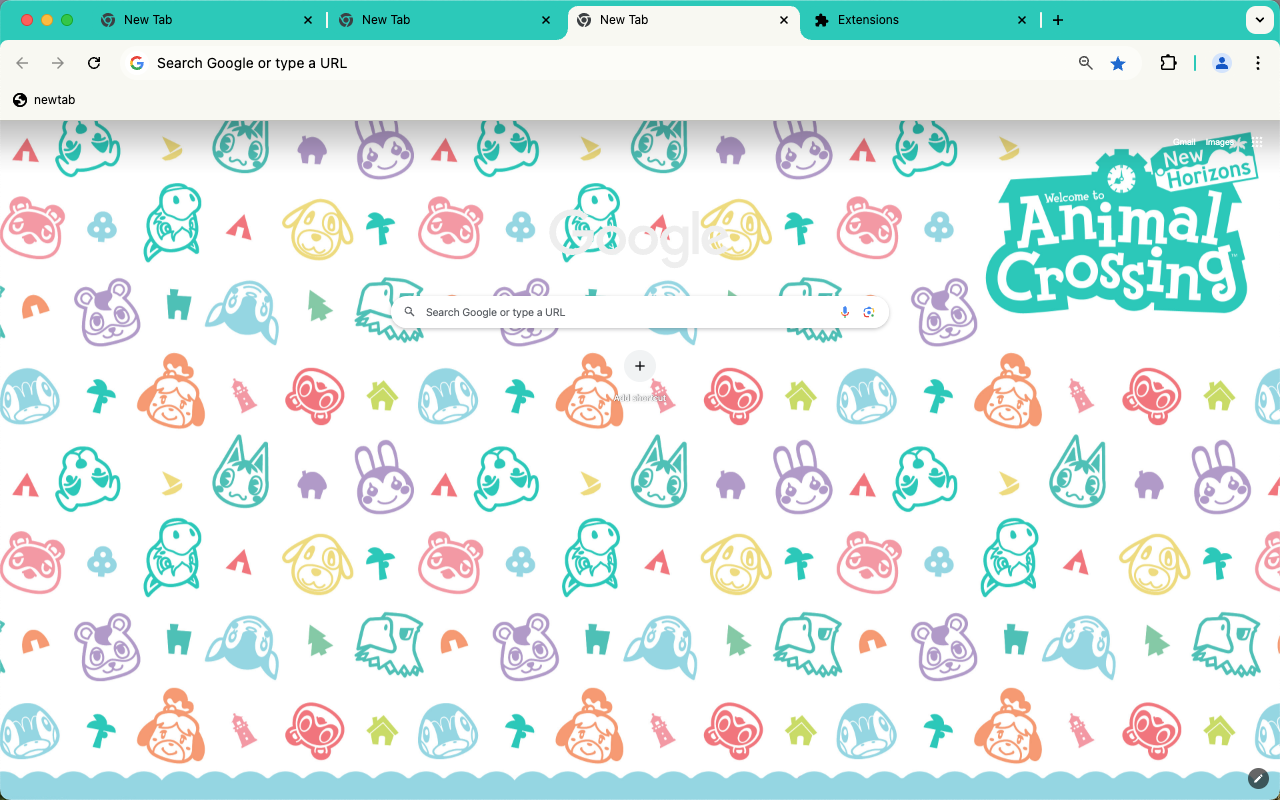 New Tab
New Tab
New Tab
Extensions
Search Google or type a URL
newtab
Gmail Images
Welcome to
Animal
Crossing
New
Horizons
™
Google
Search Google or type a URL
Add shortcut